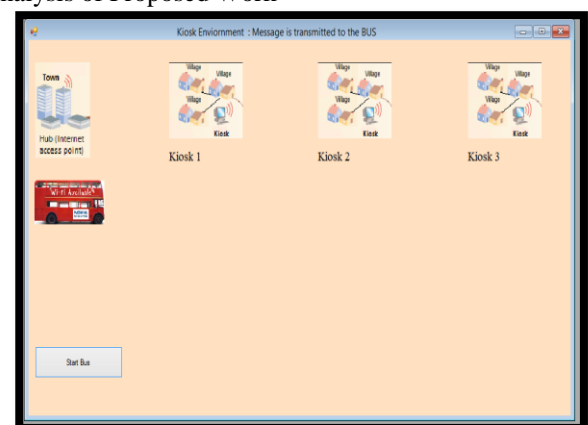 nalysis of Proposed Work
Kiosk Enviornment : Message is transmitted to the BUS
Town
Hub (Internet
access point)
Village
Village
Village
Kiosk
Kiosk 1
Village
Village
Village
Kiosk
Kiosk 2
Village
Village
Village
Kiosk
Kiosk 3
Wi-Fi Available
Start Bus